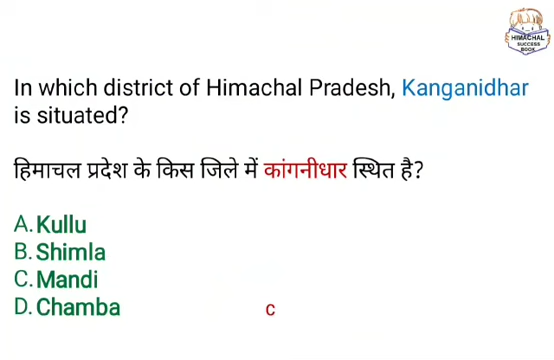 HIMACHAL
SUCCESS
BOOK
In which district of Himachal Pradesh, Kanganidhar
is situated?
हिमाचल प्रदेश के किस जिले में कांगनीधार स्थित है?
A. Kullu
B. Shimla
C. Mandi
D. Chamba
C